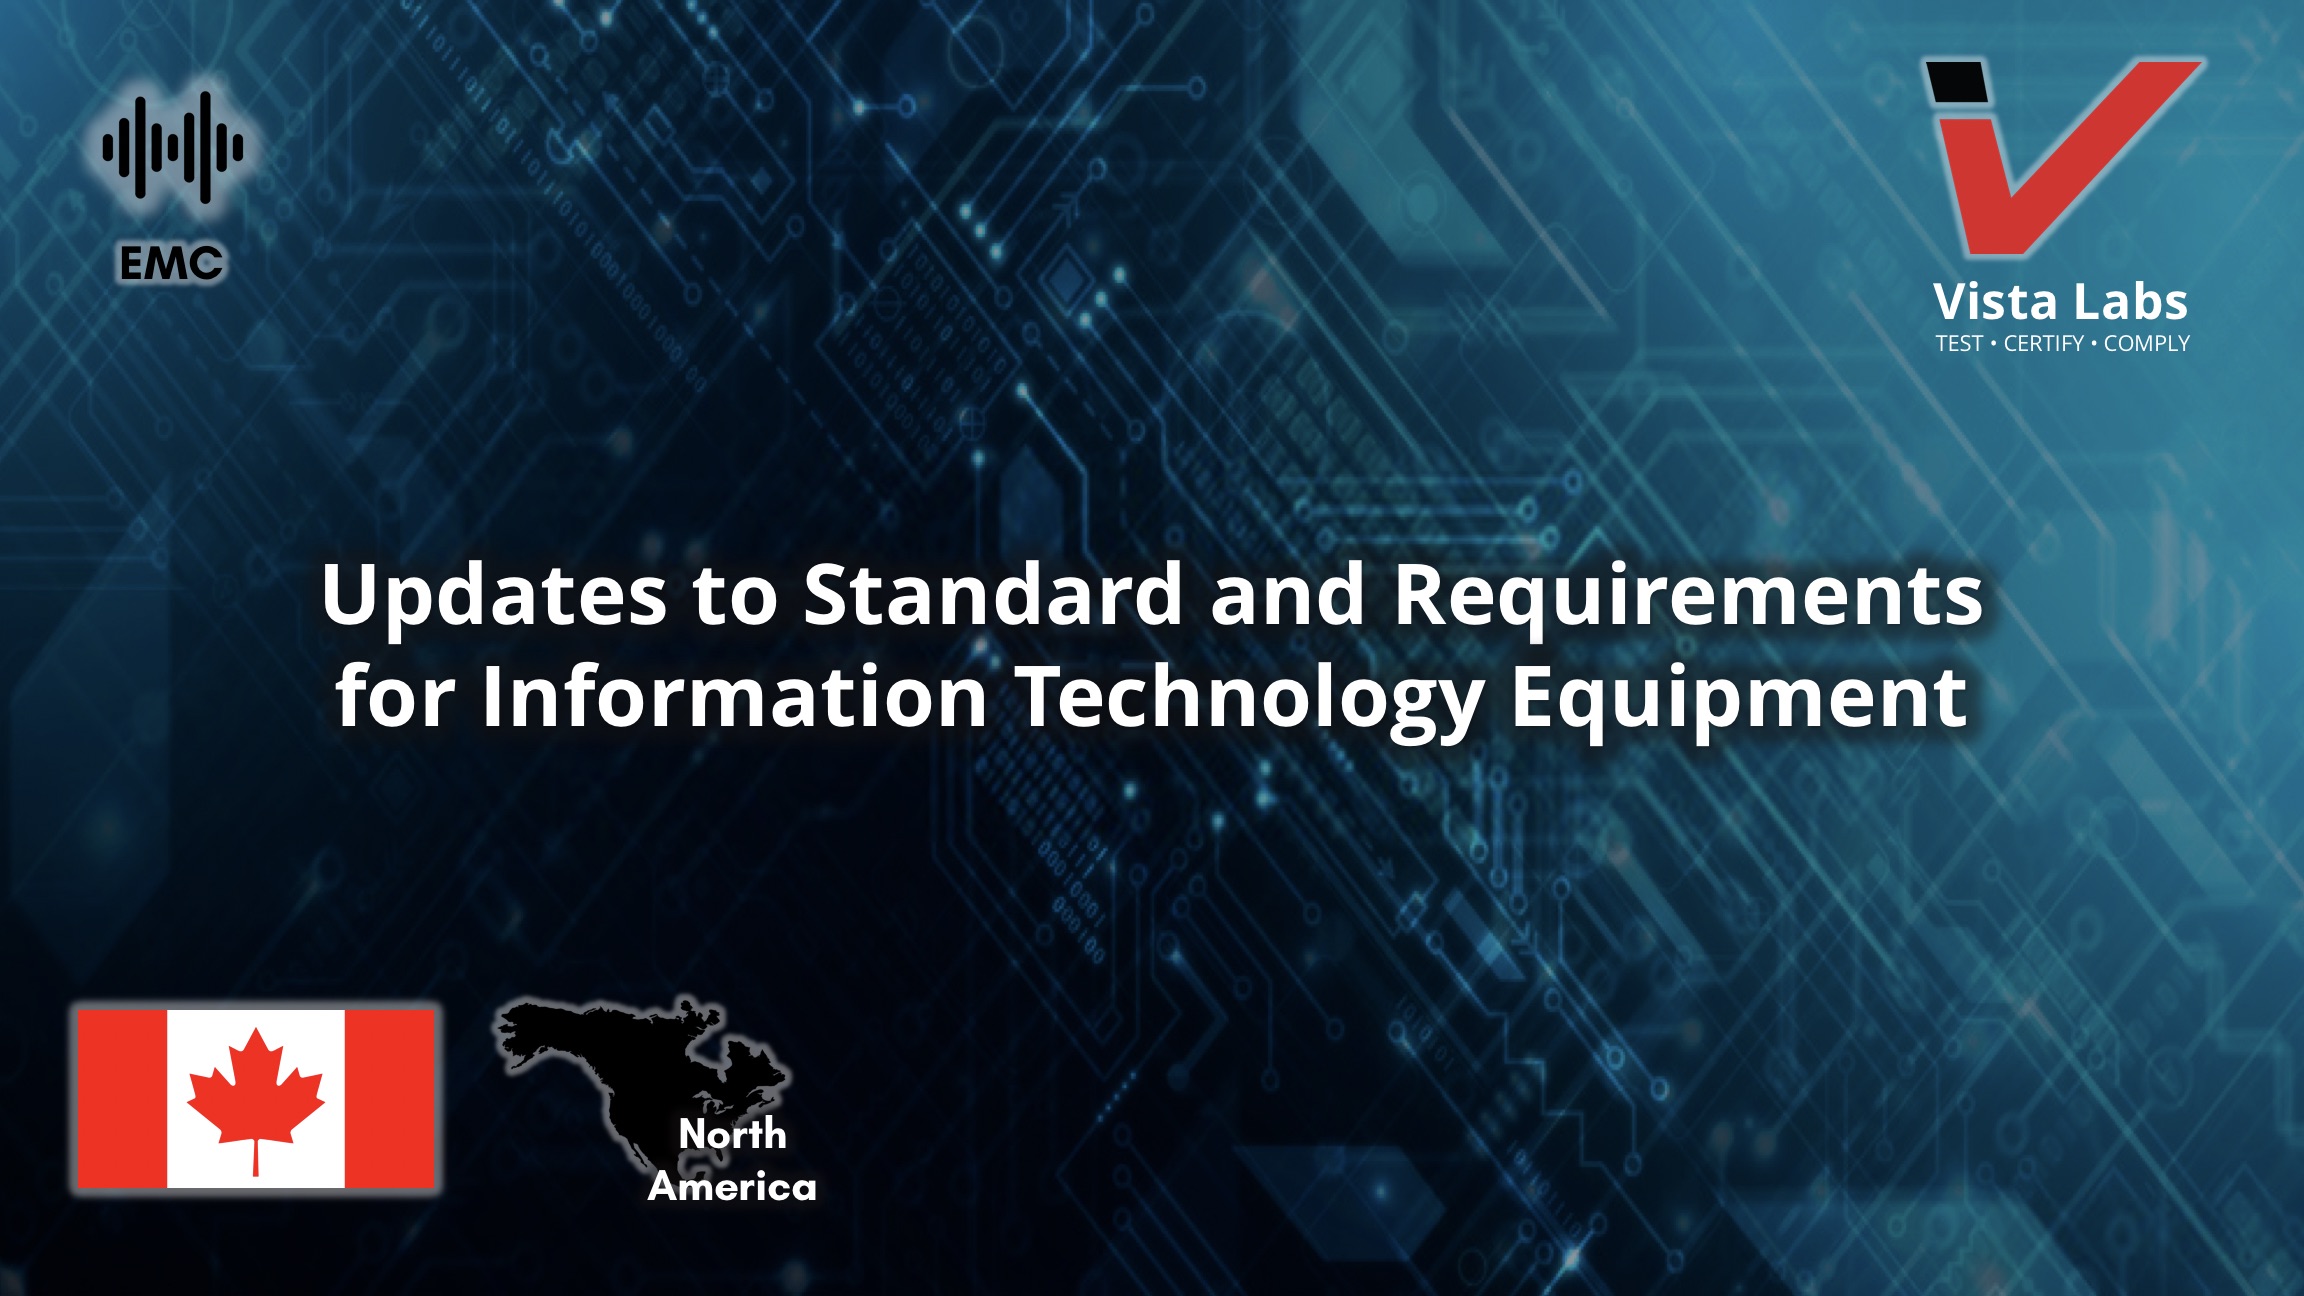 EMC
Vista Labs
TEST • CERTIFY • COMPLY
Updates to Standard and Requirements
for Information Technology Equipment
North
America